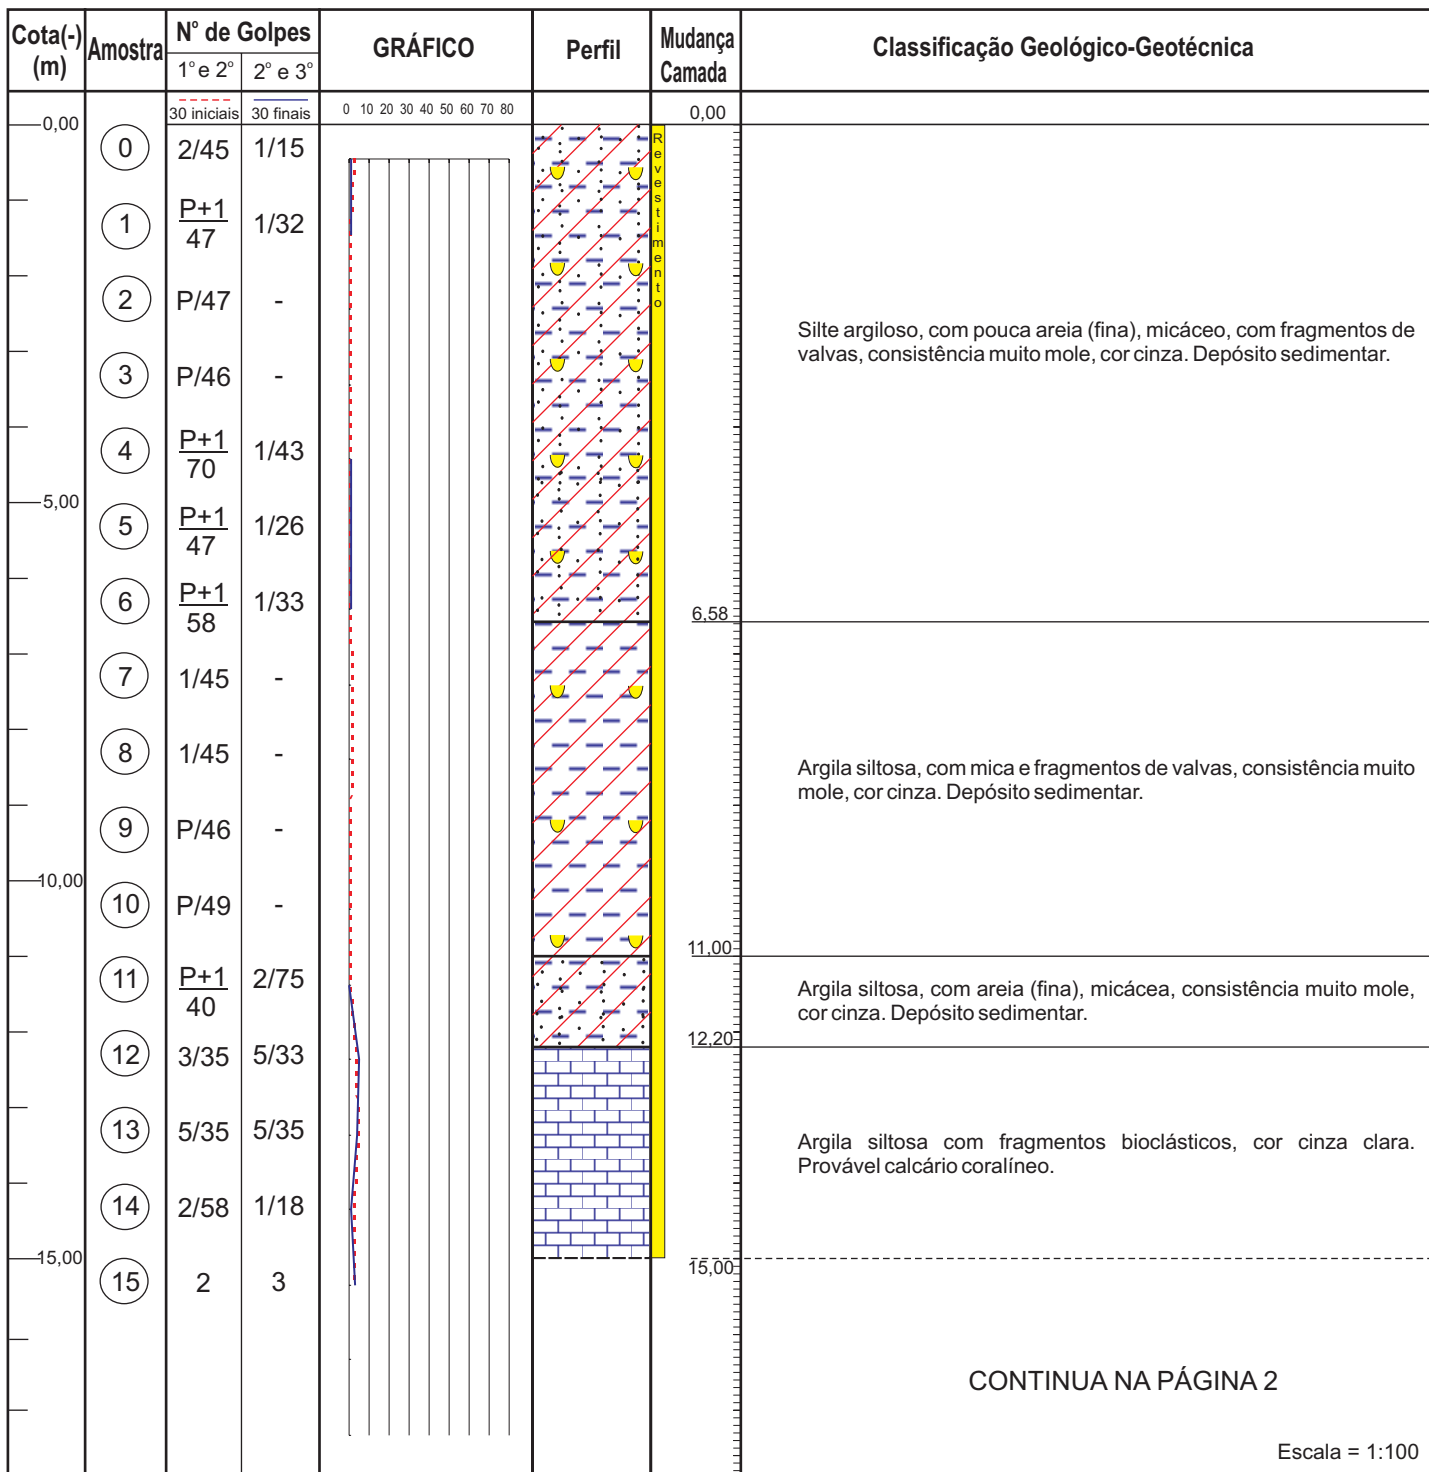 Cota(-) (m) Amostra N° de Golpes GRÁFICO Perfil Mudança Camada Classificação Geológico-Geotécnica
1° e 2° 2° e 3°
30 iniciais 30 finais 0 10 20 30 40 50 60 70 80 0,00
0,00
Revestimento
0 2/45 1/15
1 P+1/47 1/32
2 P/47 -
Silte argiloso, com pouca areia (fina), micáceo, com fragmentos de
valvas, consistência muito mole, cor cinza. Depósito sedimentar.
3 P/46 -
4 P+1/70 1/43
5,00
5 P+1/47 1/26
6 P+1/58 1/33
6,58
7 1/45 -
8 1/45 -
Argila siltosa, com mica e fragmentos de valvas, consistência muito
mole, cor cinza. Depósito sedimentar.
9 P/46 -
10,00
10 P/49 -
11,00
11 P+1/40 2/75
Argila siltosa, com areia (fina), micácea, consistência muito mole,
cor cinza. Depósito sedimentar.
12,20
12 3/35 5/33
13 5/35 5/35
Argila siltosa com fragmentos bioclásticos, cor cinza clara.
Provável calcário coralíneo.
14 2/58 1/18
15,00
15,00
15 2 3
CONTINUA NA PÁGINA 2
Escala = 1:100